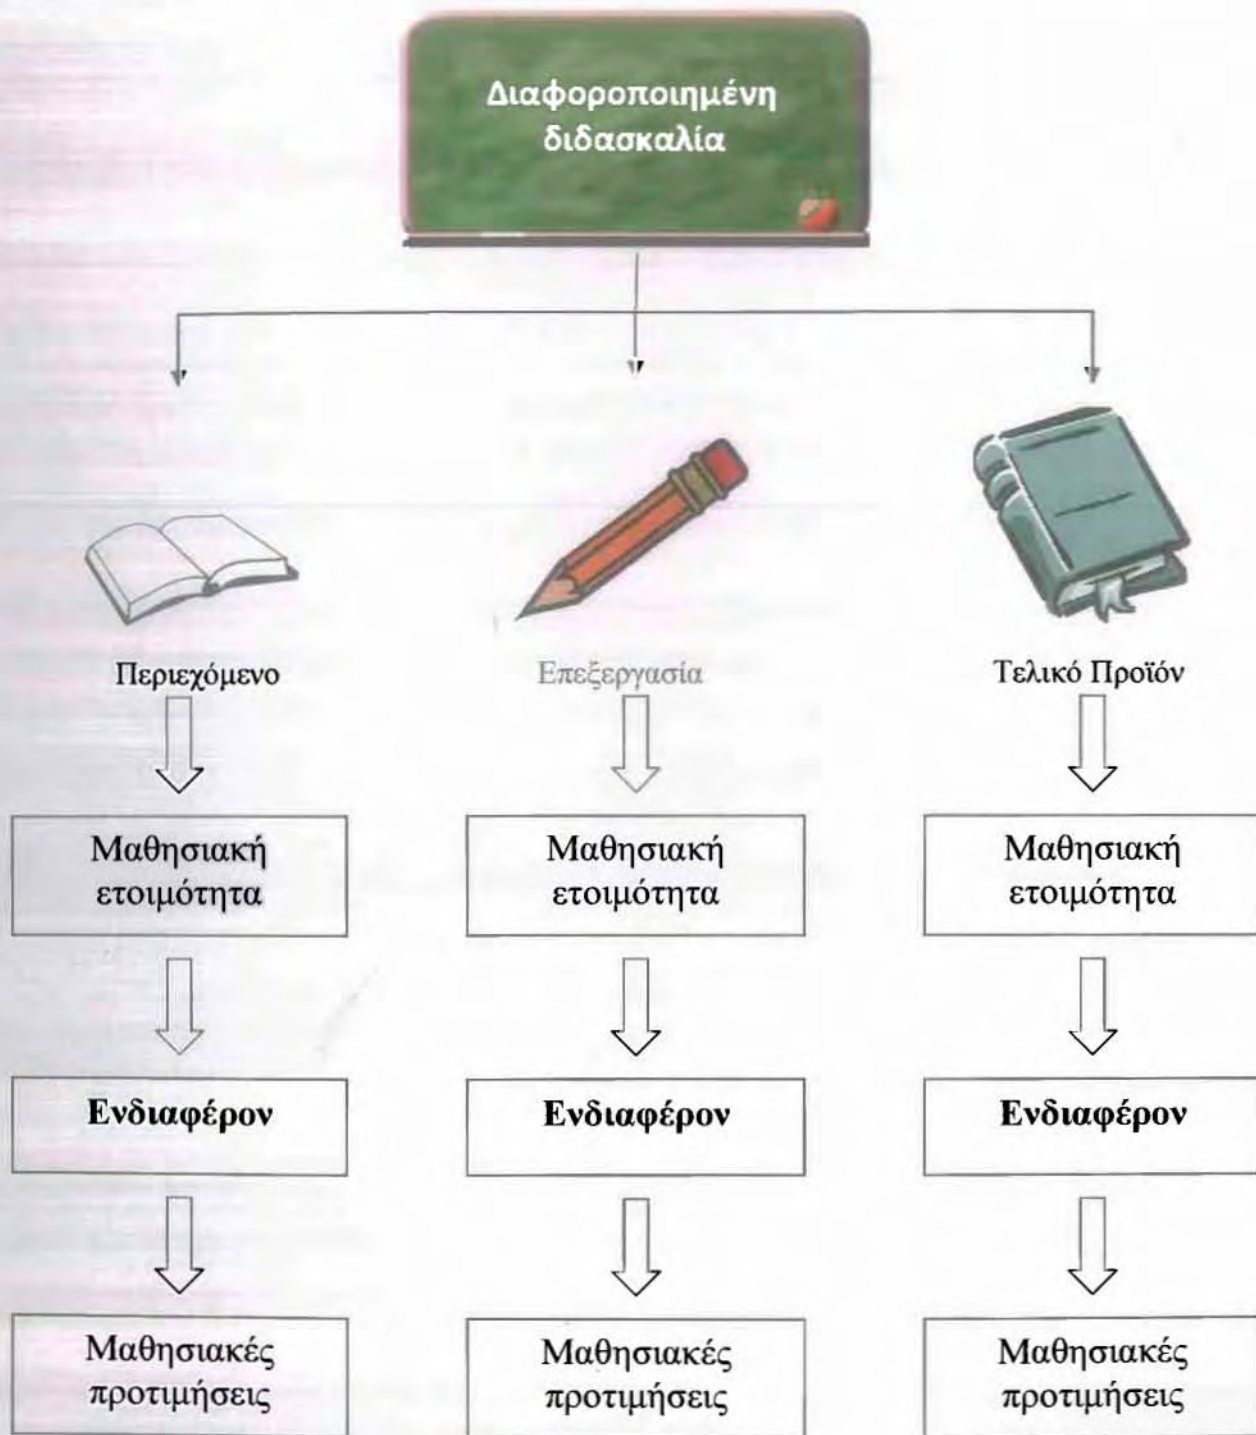 Διαφοροποιημένη
διδασκαλία
Περιεχόμενο
Επεξεργασία
Τελικό Προϊόν
Μαθησιακή
ετοιμότητα
Μαθησιακή
ετοιμότητα
Μαθησιακή
ετοιμότητα
Ενδιαφέρον
Ενδιαφέρον
Ενδιαφέρον
Μαθησιακές
προτιμήσεις
Μαθησιακές
προτιμήσεις
Μαθησιακές
προτιμήσεις